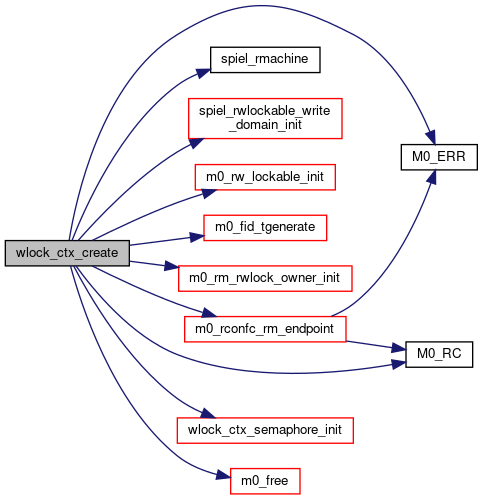 wlock_ctx_create
spiel_rmachine
spiel_rwlockable_write
_domain_init
m0_rw_lockable_init
m0_fid_tgenerate
m0_rm_rwlock_owner_init
m0_rconfc_rm_endpoint
wlock_ctx_semaphore_init
m0_free
M0_ERR
M0_RC